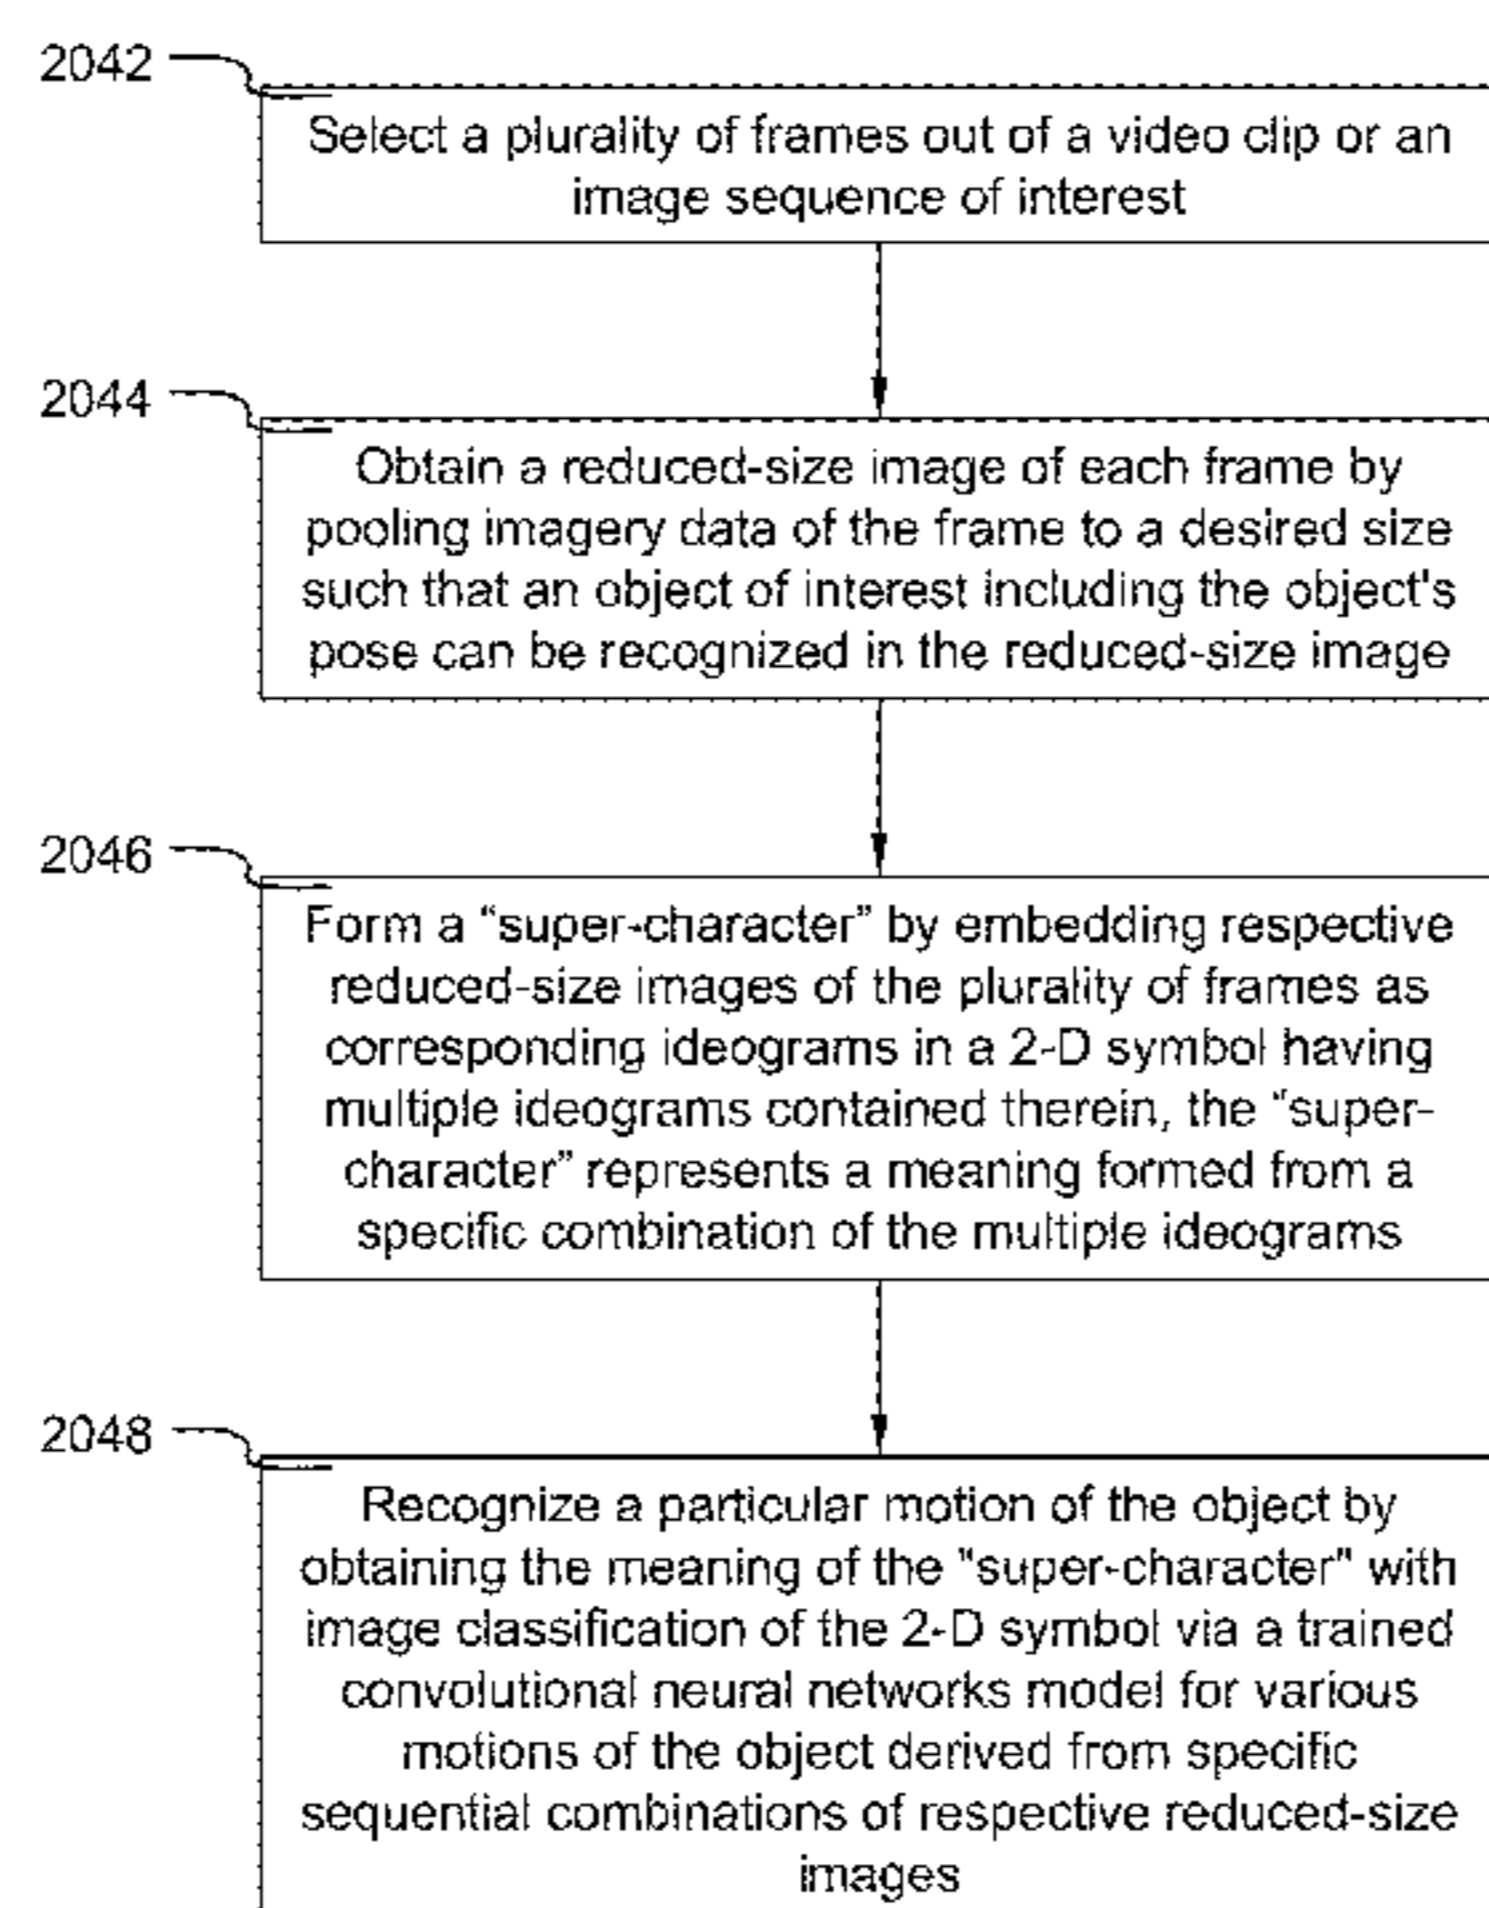 2042
Select a plurality of frames out of a video clip or an
image sequence of interest
2044
Obtain a reduced-size image of each frame by
pooling imagery data of the frame to a desired size
such that an object of interest including the object's
pose can be recognized in the reduced-size image
2046
Form a “super-character” by embedding respective
reduced-size images of the plurality of frames as
corresponding ideograms in a 2-D symbol having
multiple ideograms contained therein, the “super-
character” represents a meaning formed from a
specific combination of the multiple ideograms
2048
Recognize a particular motion of the object by
obtaining the meaning of the "super-character" with
image classification of the 2-D symbol via a trained
convolutional neural networks model for various
motions of the object derived from specific
sequential combinations of respective reduced-size
images